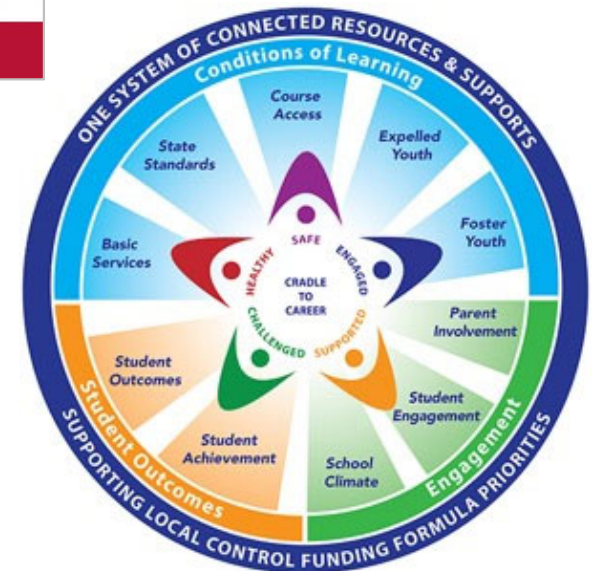 ONE SYSTEM OF CONNECTED RESOURCES & SUPPORTS
Conditions of Learning
Course
Access
State
Standards
Expelled
Youth
Basic
Services
Foster
Youth
SAFE
HEALTHY
ENGAGED
CRADLE
TO
CAREER
CHALLENGED
SUPPORTED
Parent
Involvement
Student
Outcomes
Student
Engagement
Student
Achievement
School
Climate
Student Outcomes
Engagement
SUPPORTING LOCAL CONTROL FUNDING FORMULA PRIORITIES